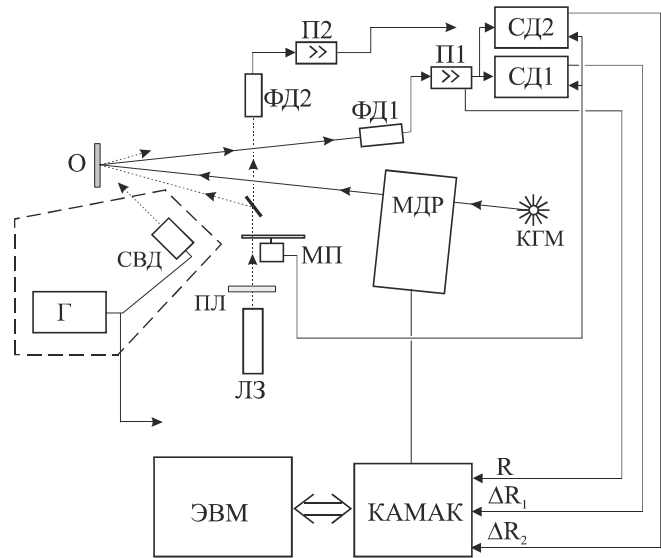 П2
СД2
П1
СД1
ФД2
ФД1
О
МДР
КГМ
СВД
МП
ПЛ
Г
ЛЗ
R
ЭВМ
КАМАК
ΔR₁
ΔR₂